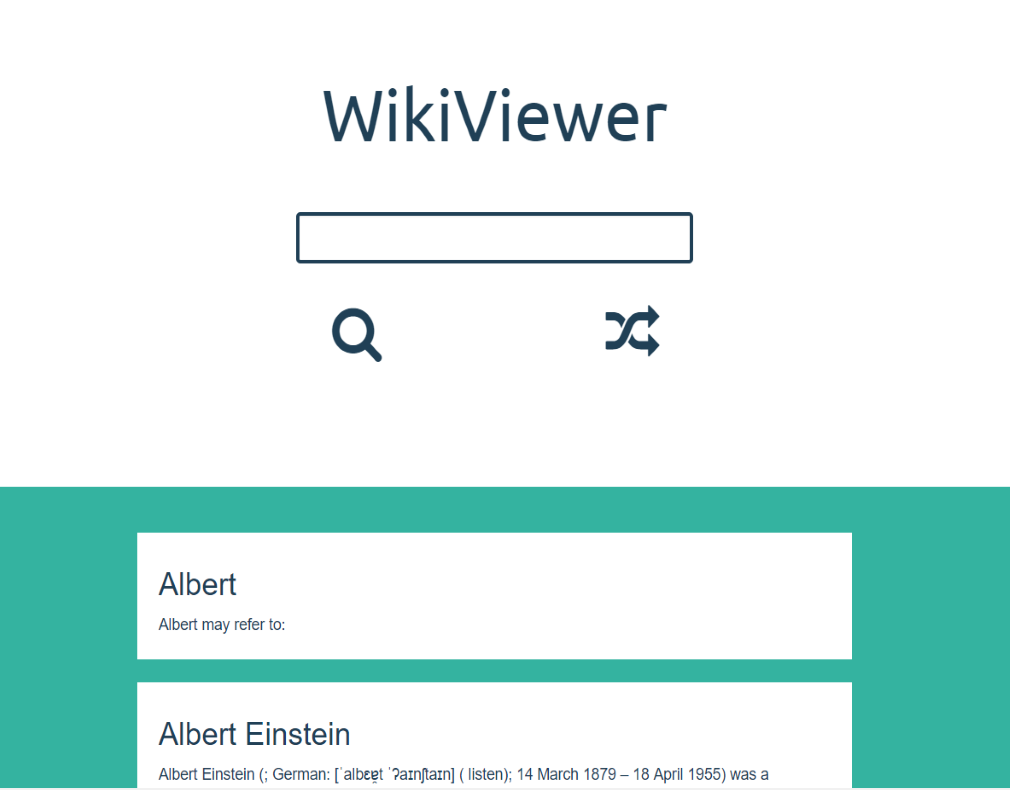 WikiViewer
Albert
Albert may refer to:
Albert Einstein
Albert Einstein (; German: [ˈalbɛɐ̯t ˈʔaɪnʃtaɪn] ( listen); 14 March 1879 – 18 April 1955) was a